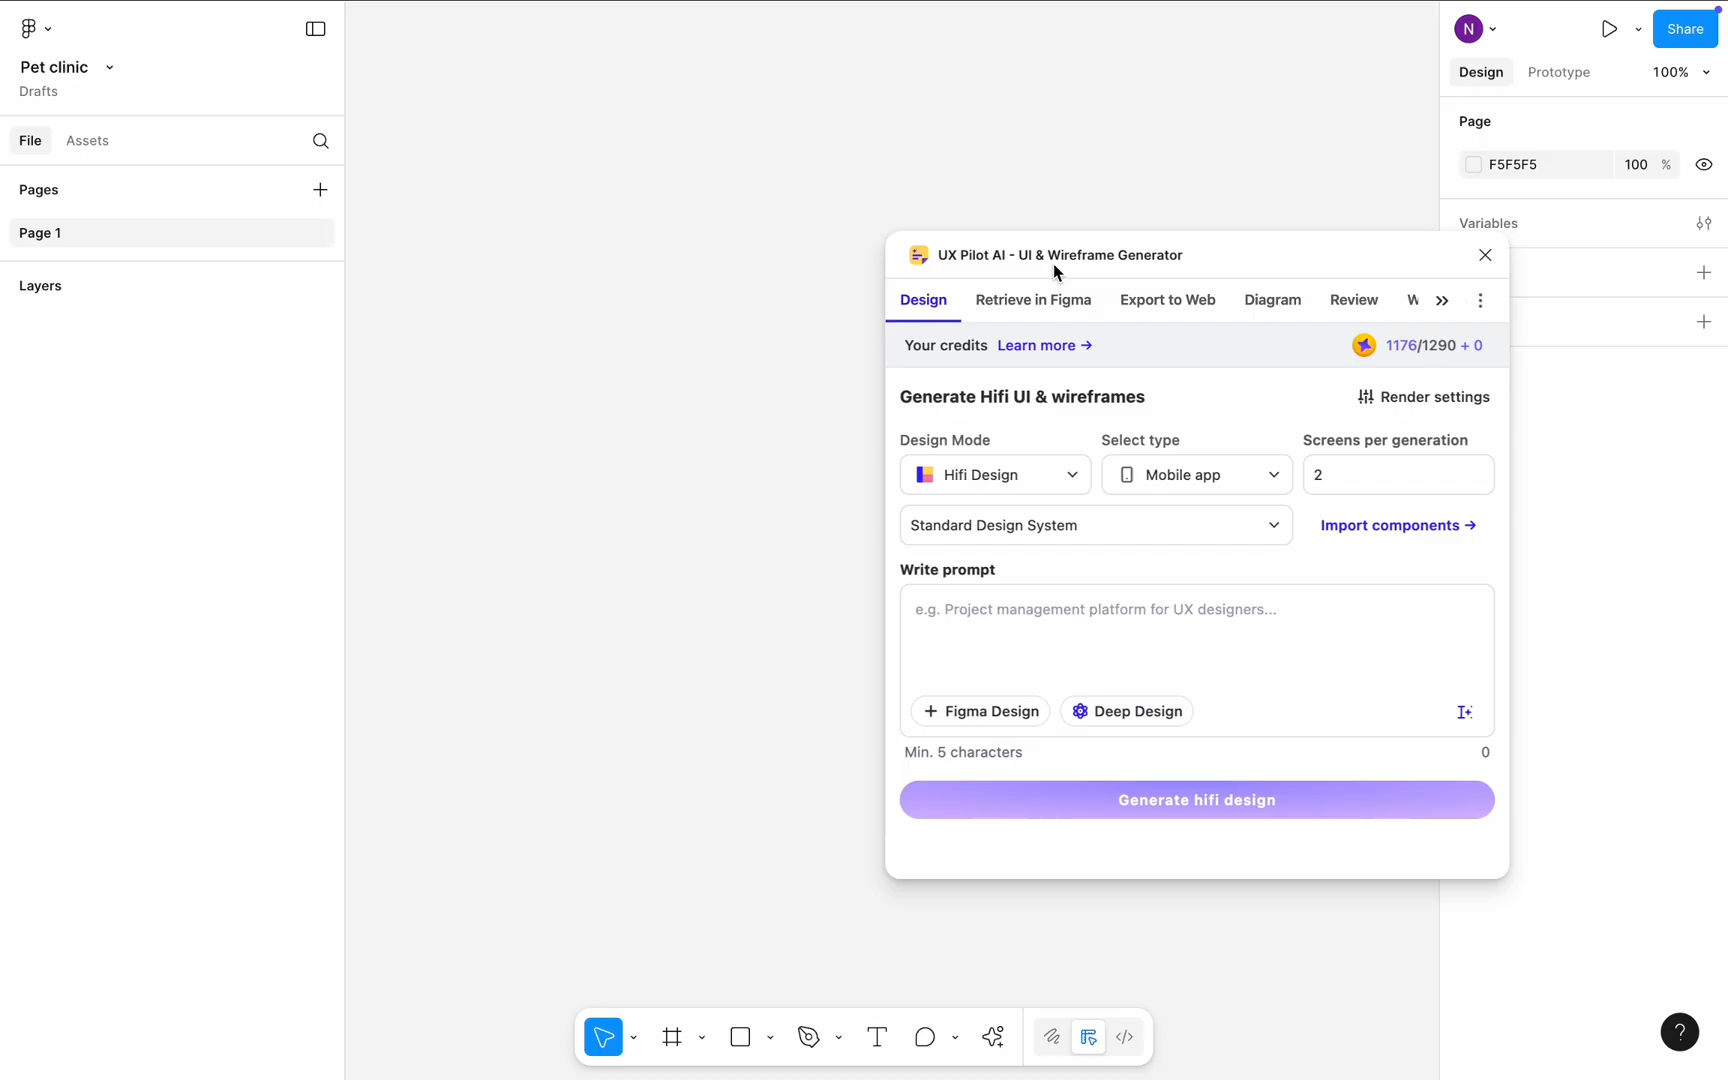 Pet clinic
Drafts
File
Assets
Pages
Page 1
Layers
N
Share
Design
Prototype
100%
Page
F5F5F5
100
%
Variables
UX Pilot AI - UI & Wireframe Generator
Design
Retrieve in Figma
Export to Web
Diagram
Review
W
Your credits
Learn more →
1176/1290 + 0
Generate Hifi UI & wireframes
Render settings
Design Mode
Select type
Screens per generation
Hifi Design
Mobile app
2
Standard Design System
Import components →
Write prompt
e.g. Project management platform for UX designers...
+ Figma Design
Deep Design
Min. 5 characters
0
Generate hifi design
?